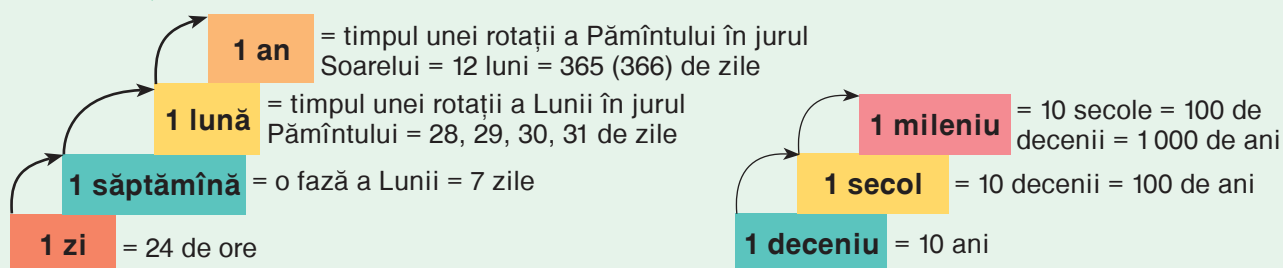 1 an
= timpul unei rotații a Pămîntului în jurul
Soarelui = 12 luni = 365 (366) de zile
1 lună
= timpul unei rotații a Lunii în jurul
Pămîntului = 28, 29, 30, 31 de zile
1 săptămînă = o fază a Lunii = 7 zile
1 zi = 24 de ore
1 mileniu
= 10 secole = 100 de
decenii = 1 000 de ani
1 secol = 10 decenii = 100 de ani
1 deceniu = 10 ani